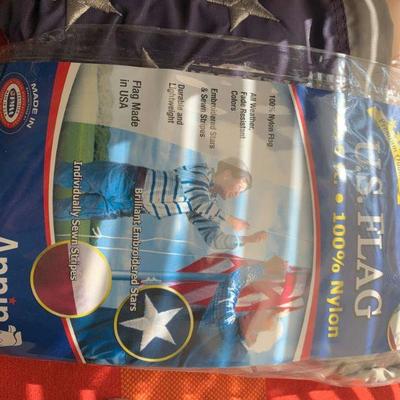 U.S. FLAG
• 100% Nylon
100% Nylon Flag
All Weather,
Fade Resistant
Colors
Embroidered Stars
& Sewn Stripes
Durable and
Lightweight
Flag Made
in USA
MADE IN
Brilliant Embroidered Stars
Individually Sewn Stripes
Annin